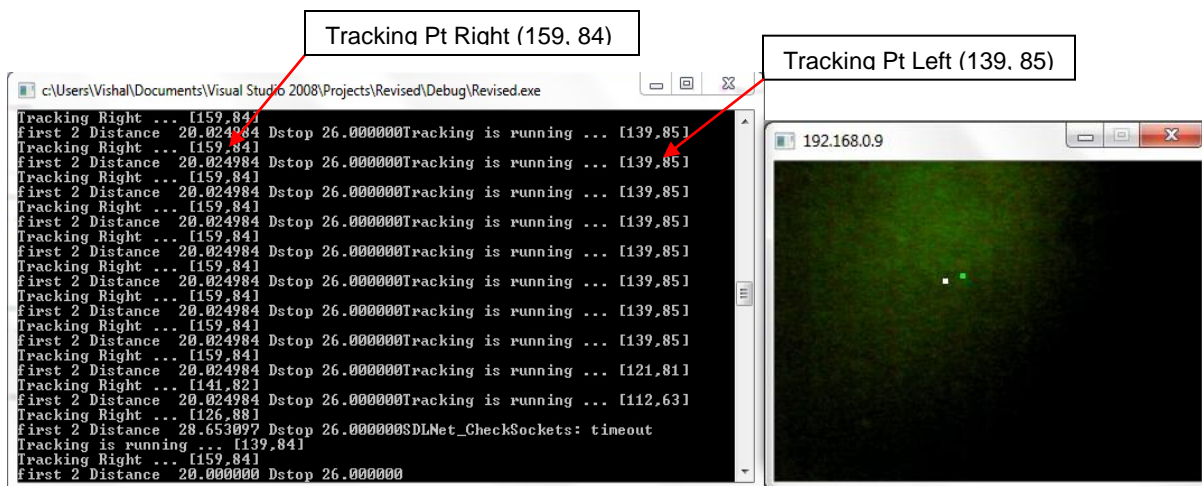 Tracking Pt Right (159, 84)
Tracking Pt Left (139, 85)
c:\Users\Vishal\Documents\Visual Studio 2008\Projects\Revised\Debug\Revised.exe
Tracking Right ... [159,84]
first 2 Distance  20.024984 Dstop 26.000000Tracking is running ... [139,85]
Tracking Right ... [159,84]
first 2 Distance  20.024984 Dstop 26.000000Tracking is running ... [139,85]
Tracking Right ... [159,84]
first 2 Distance  20.024984 Dstop 26.000000Tracking is running ... [139,85]
Tracking Right ... [159,84]
first 2 Distance  20.024984 Dstop 26.000000Tracking is running ... [139,85]
Tracking Right ... [159,84]
first 2 Distance  20.024984 Dstop 26.000000Tracking is running ... [139,85]
Tracking Right ... [159,84]
first 2 Distance  20.024984 Dstop 26.000000Tracking is running ... [139,85]
Tracking Right ... [159,84]
first 2 Distance  20.024984 Dstop 26.000000Tracking is running ... [139,85]
Tracking Right ... [159,84]
first 2 Distance  20.024984 Dstop 26.000000Tracking is running ... [139,85]
Tracking Right ... [159,84]
first 2 Distance  20.024984 Dstop 26.000000Tracking is running ... [121,81]
Tracking Right ... [141,82]
first 2 Distance  20.024984 Dstop 26.000000Tracking is running ... [112,63]
Tracking Right ... [126,88]
first 2 Distance  28.653097 Dstop 26.000000SDLNet_CheckSockets: timeout
Tracking is running ... [139,84]
Tracking Right ... [159,84]
first 2 Distance  20.000000 Dstop 26.000000
192.168.0.9